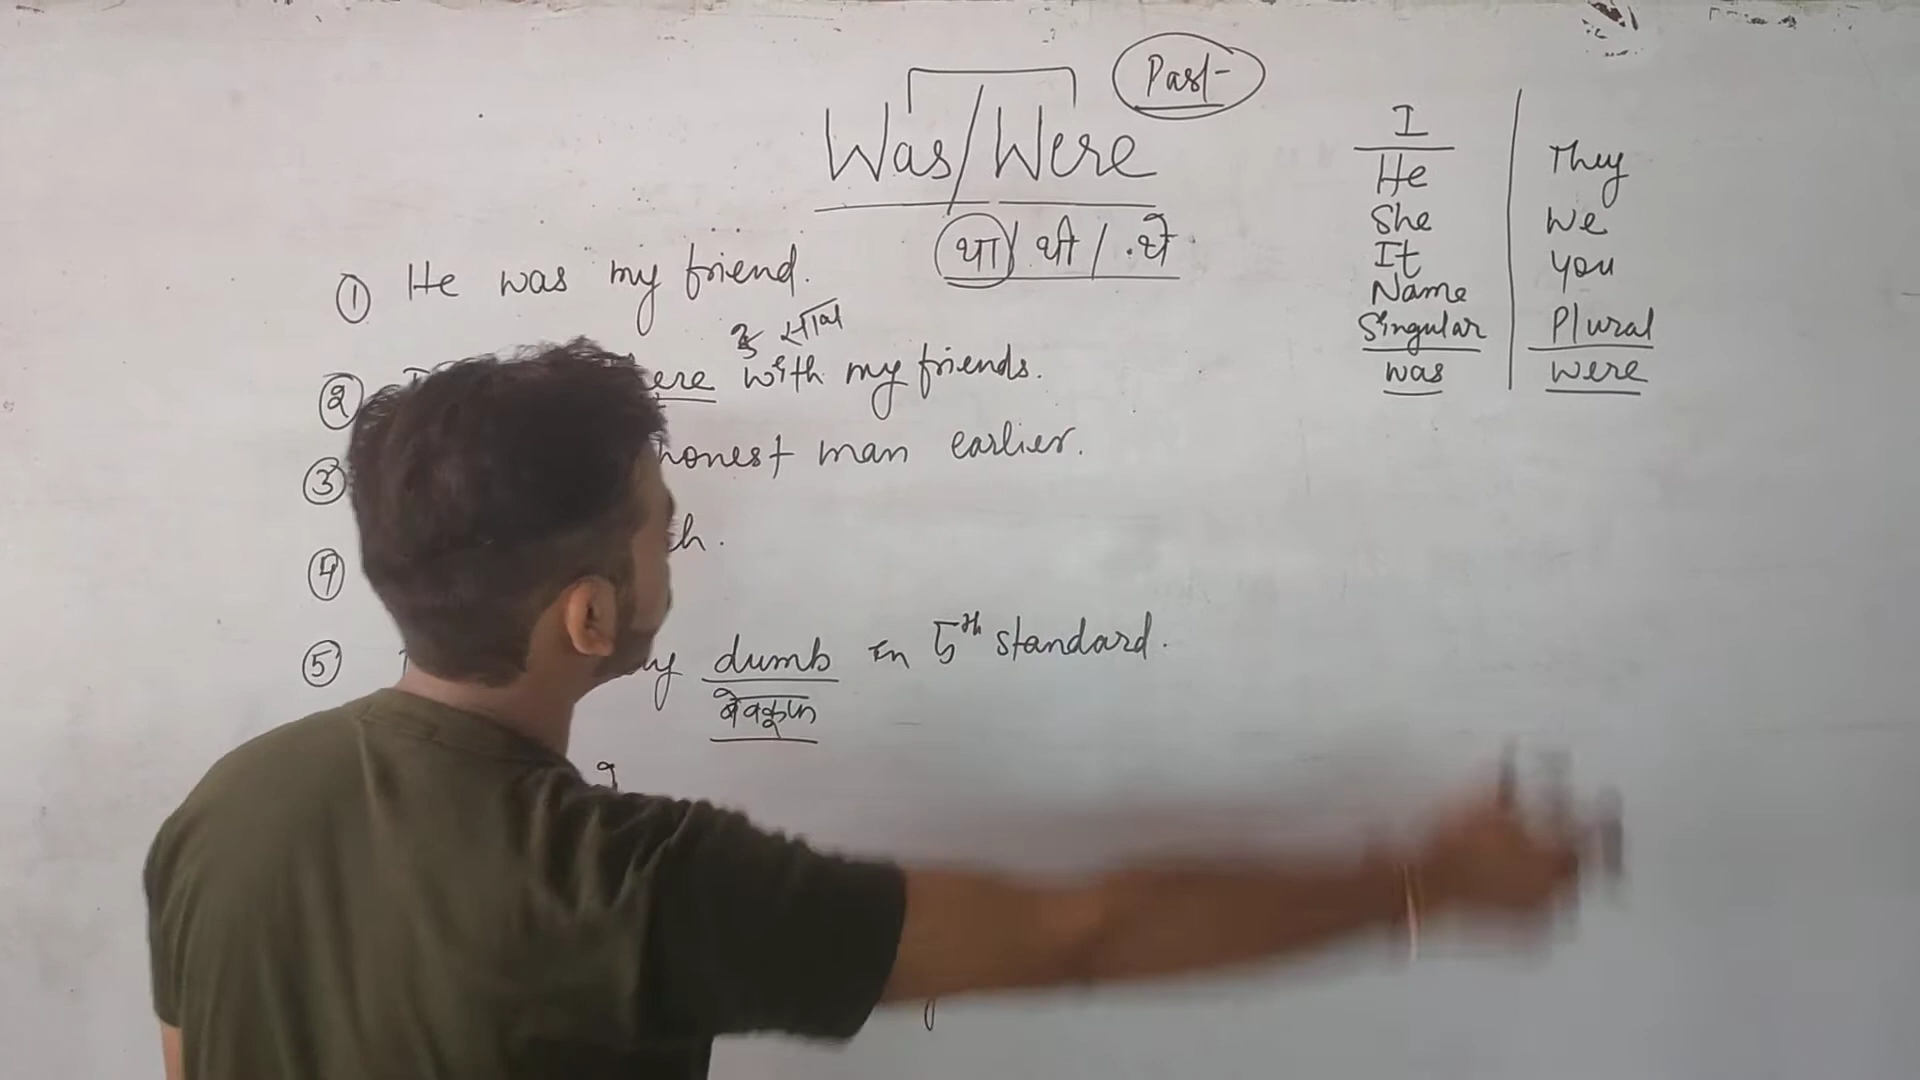 Past
Was/Were
था / थी / थे
① He was my friend.
के साथ
② with my friends.
③ honest man earlier.
④
⑤ dumb in 5th standard.
बेवकूफ
I
He
She
It
Name
Singular
was
They
We
you
Plural
were